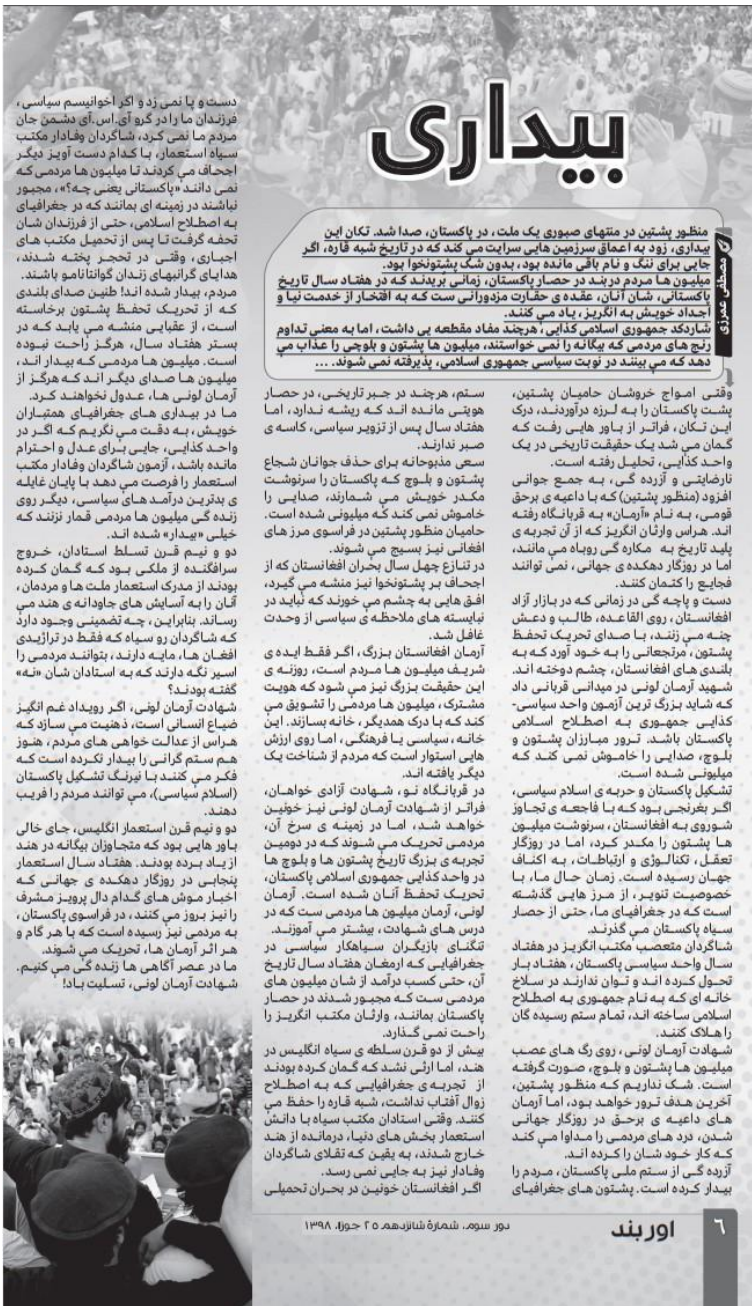 بیداری
مصطفی عمرزی
منظور پشتین در منتهای صبوری یک ملت، در پاکستان، صدا شد. تکان این
بیداری، زود به اعماق سرزمین هایی سرایت می کند که در تاریخ شبه قاره، اگر
جایی برای ننگ و نام باقی مانده بود، بدون شک پشتونخوا بود.
میلیون ها مردم دربند در حصار پاکستان، زمانی بریدند که در هفتاد سال تاریخ
پاکستانی، شان آنان، عقده ی حقارت مزدورانی ست که به افتخار از خدمت نیا و
اجداد خویش به انگریز، یاد می کنند.
شاردکد جمهوری اسلامی کذایی، هرچند مفاد مقطعه یی داشت، اما به معنی تداوم
رنج های مردمی که بیگانه را نمی خواستند، میلیون ها پشتون و بلوچی را عذاب می
دهد که می بینند در نوبت سیاسی جمهوری اسلامی، پذیرفته نمی شوند. ...
وقتی امواج خروشان حامیان پشتین،
پشت پاکستان را به لرزه درآوردند، درک
این تکان، فراتر از باور هایی رفت که
گمان می شد یک حقیقت تاریخی در یک
واحد کذایی، تحلیل رفته است.
نارضایتی و آزرده گی، به جمع جوانی
افزود (منظور پشتین) که با داعیه ی برحق
قومی، به نام «آرمان» به قربانگاه رفته
اند. هراس وارثان انگریز که از آن تجربه ی
پلید تاریخ به مکاره گی روباه می مانند،
اما در روزگار دهکده ی جهانی، نمی توانند
فجایع را کتمان کنند.
دست و پاچه گی در زمانی که در بازار آزاد
افغانستان، روی القاعده، طالب و دعش
چنه می زنند، با صدای تحریک تحفظ
پشتون، مرتجعانی را به خود آورد که به
بلندی های افغانستان، چشم دوخته اند.
شهید آرمان لونی در میدانی قربانی داد
که شاید بزرگ ترین آزمون واحد سیاسی-
کذایی جمهوری به اصطلاح اسلامی
پاکستان باشد. ترور مبارزان پشتون و
بلوچ، صدایی را خاموش نمی کند که
میلیونی شده است.
تشکیل پاکستان و حربه ی اسلام سیاسی،
اگر بغرنجی بود که با فاجعه ی تجاوز
شوروی به افغانستان، سرنوشت میلیون
ها پشتون را مکدر کرد، اما در روزگار
تعقل، تکنالوژی و ارتباطات، به اکناف
جهان رسیده است. زمان حال ما، با
خصوصیت تنویر، از مرز هایی گذشته
است که در جغرافیای ما، حتی از حصار
سیاه پاکستان می گذرند.
شاگردان متعصب مکتب انگریز در هفتاد
سال واحد سیاسی پاکستان، هفتاد بار
تحول کرده اند و توان ندارند در سلاخ
خانه ای که به نام جمهوری به اصطلاح
اسلامی ساخته اند، تمام ستم رسیده گان
را هلاک کنند.
شهادت آرمان لونی، روی رگ های عصب
میلیون ها پشتون و بلوچ، صورت گرفته
است. شک نداریم که منظور پشتین،
آخرین هدف ترور خواهد بود، اما آرمان
های داعیه ی برحق در روزگار جهانی
شدن، درد های مردمی را مداوا می کند
که کار خود شان را کرده اند.
آزرده گی از ستم ملی پاکستان، مردم را
بیدار کرده است. پشتون های جغرافیای
ستم، هرچند در جبر تاریخی، در حصار
هویتی مانده اند که ریشه ندارد، اما
هفتاد سال پس از تزویر سیاسی، کاسه ی
صبر ندارند.
سعی مذبوحانه برای حذف جوانان شجاع
پشتون و بلوچ که پاکستان را سرنوشت
مکدر خویش می شمارند، صدایی را
خاموش نمی کند که میلیونی شده است.
حامیان منظور پشتین در فراسوی مرز های
افغانی نیز بسیج می شوند.
در تنازع چهل سال بحران افغانستان که از
اجحاف بر پشتونخوا نیز منشه می گیرد،
افق هایی به چشم می خورند که نباید در
نبایسته های ملاحظه ی سیاسی از وحدت
غافل شد.
آرمان افغانستان بزرگ، اگر فقط ایده ی
شریف میلیون ها مردم است، روزنه ی
این حقیقت بزرگ نیز می شود که هویت
مشترک، میلیون ها مردمی را تشویق می
کند که با درک همدیگر، خانه بسازند. این
خانه، سیاسی یا فرهنگی، اما روی ارزش
هایی استوار است که مردم از شناخت یک
دیگر یافته اند.
در قربانگاه نو، شهادت آزادی خواهان،
فراتر از شهادت آرمان لونی نیز خونین
خواهد شد، اما در زمینه ی سرخ آن،
مردمی تحریک می شوند که در دومین
تجربه ی بزرگ تاریخ پشتون ها و بلوچ ها
در واحد کذایی جمهوری اسلامی پاکستان،
تحریک تحفظ آنان شده است. آرمان
لونی، آرمان میلیون ها مردمی ست که در
درس های شهادت، بیشتر می آموزند.
تنگنای بازیگران سیاهکار سیاسی در
جغرافیایی که ارمغان هفتاد سال تاریخ
آن، حتی کسب درآمد از شان میلیون های
مردمی ست که مجبور شدند در حصار
پاکستان بمانند، وارثان مکتب انگریز را
راحت نمی گذارد.
بیش از دو قرن سلطه ی سیاه انگلیس در
هند، اما ارثی نشد که گمان کرده بودند
از تجربه ی جغرافیایی که به اصطلاح
زوال آفتاب نداشت، شبه قاره را حفظ می
کنند. وقتی استادان مکتب سیاه با دانش
استعمار بخش های دنیا، درمانده از هند
خارج شدند، به یقین که تقلای شاگردان
وفادار نیز به جایی نمی رسد.
اگر افغانستان خونین در بحران تحمیلی
دست و پا نمی زد و اگر اخوانیسم سیاسی،
فرزندان ما را در گرو آی.اس.آی دشمن جان
مردم ما نمی کرد، شاگردان وفادار مکتب
سیاه استعمار، با کدام دست آویز دیگر
اجحاف می کردند تا میلیون ها مردمی که
نمی دانند «پاکستانی یعنی چه؟»، مجبور
نباشند در زمینه ای بمانند که در جغرافیای
به اصطلاح اسلامی، حتی از فرزندان شان
تحفه گرفت تا پس از تحمیل مکتب های
اجباری، وقتی در تحجر پخته شدند،
هدایای گرانبهای زندان گوانتانامو باشند.
مردم، بیدار شده اند! طنین صدای بلندی
که از تحریک تحفظ پشتون برخاسته
است، از عقبایی منشه می یابد که در
بستر هفتاد سال، هرگز راحت نبوده
است. میلیون ها مردمی که بیدار اند،
میلیون ها صدای دیگر اند که هرگز از
آرمان لونی ها، عدول نخواهند کرد.
ما در بیداری های جغرافیای همتباران
خویش، به دقت می نگریم که اگر در
واحد کذایی، جایی برای عدل و احترام
مانده باشد، آزمون شاگردان وفادار مکتب
استعمار را فرصت می دهد با پایان غایله
ی بدترین درآمد های سیاسی، دیگر روی
زنده گی میلیون ها مردمی قمار نزنند که
خیلی «بیدار» شده اند.
دو و نیم قرن تسلط استادان، خروج
سرافگنده از ملکی بود که گمان کرده
بودند از مدرک استعمار ملت ها و مردمان،
آنان را به آسایش های جاودانه ی هند می
رساند. بنابراین، چه تضمینی وجود دارد
که شاگردان رو سیاه که فقط در تراژیدی
افغان ها، مایه دارند، بتوانند مردمی را
اسیر نگه دارند که به استادان شان «نه»
گفته بودند؟
شهادت آرمان لونی، اگر رویداد غم انگیز
ضیاع انسانی است، ذهنیت می سازد که
هراس از عدالت خواهی های مردم، هنوز
هم ستم گرانی را بیدار نکرده است که
فکر می کنند با نیرنگ تشکیل پاکستان
(اسلام سیاسی)، می توانند مردم را فریب
دهند.
دو و نیم قرن استعمار انگلیس، جای خالی
باور هایی بود که متجاوزان بیگانه در هند
از یاد برده بودند. هفتاد سال استعمار
پنجابی در روزگار دهکده ی جهانی که
اخبار موش های گدام دال پرویز مشرف
را نیز بروز می کنند، در فراسوی پاکستان،
به مردمی نیز رسیده است که با هر گام و
هر اثر آرمان ها، تحریک می شوند.
ما در عصر آگاهی ها زنده گی می کنیم.
شهادت آرمان لونی، تسلیت باد!
۶
اوربند
دور سوم، شمارهٔ شانزدهم، ۲۵ جوزا، ۱۳۹۸